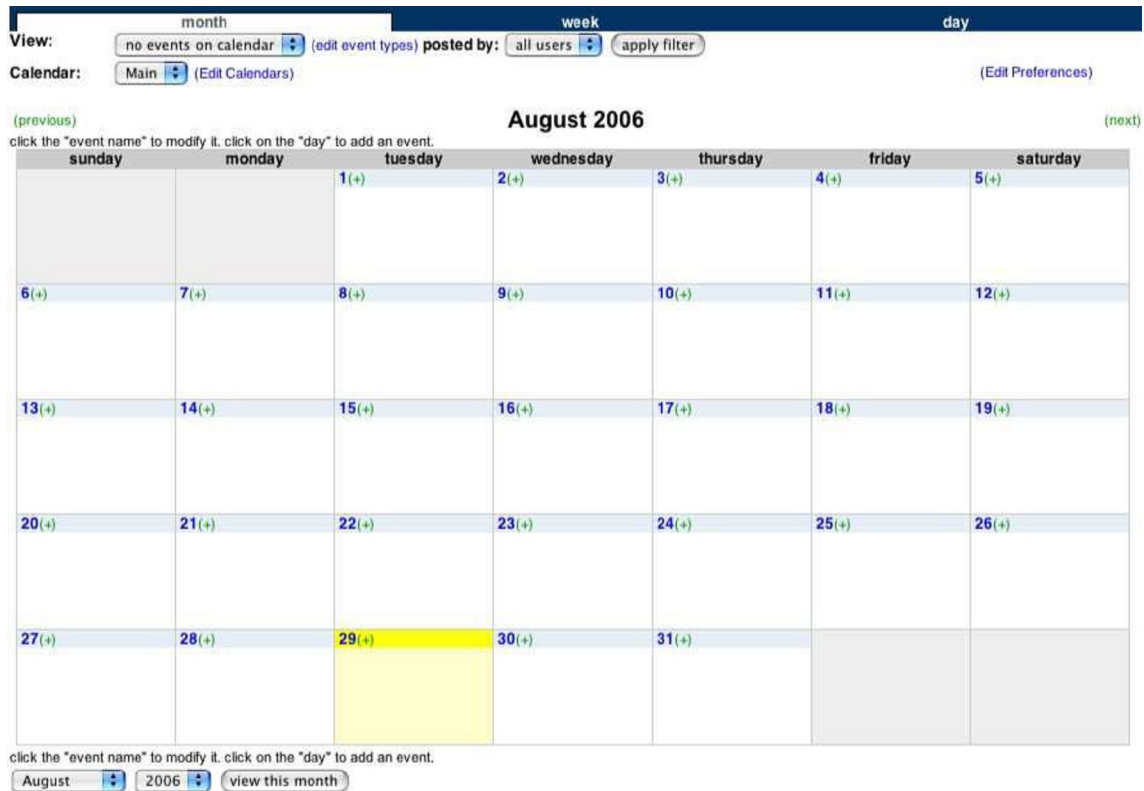 month week day
View: no events on calendar (edit event types) posted by: all users apply filter
Calendar: Main (Edit Calendars) (Edit Preferences)
(previous) August 2006 (next)
click the "event name" to modify it. click on the "day" to add an event.
sunday monday tuesday wednesday thursday friday saturday
1(+) 2(+) 3(+) 4(+) 5(+)
6(+) 7(+) 8(+) 9(+) 10(+) 11(+) 12(+)
13(+) 14(+) 15(+) 16(+) 17(+) 18(+) 19(+)
20(+) 21(+) 22(+) 23(+) 24(+) 25(+) 26(+)
27(+) 28(+) 29(+) 30(+) 31(+)
click the "event name" to modify it. click on the "day" to add an event.
August 2006 view this month